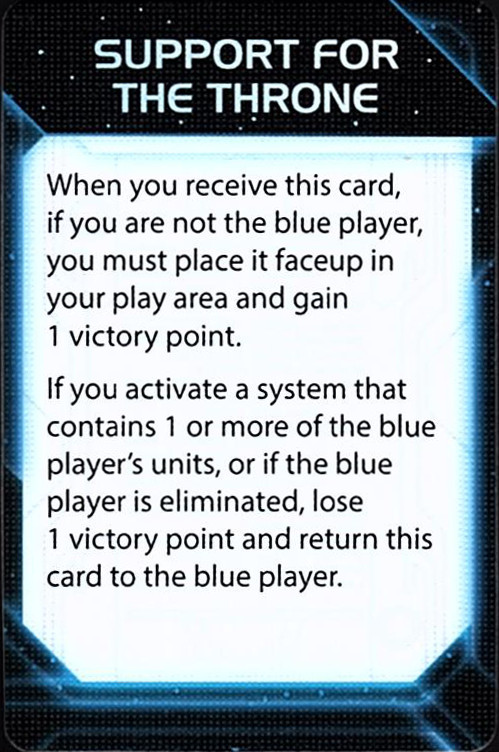 SUPPORT FOR
THE THRONE
When you receive this card,
if you are not the blue player,
you must place it faceup in
your play area and gain
1 victory point.
If you activate a system that
contains 1 or more of the blue
player’s units, or if the blue
player is eliminated, lose
1 victory point and return this
card to the blue player.